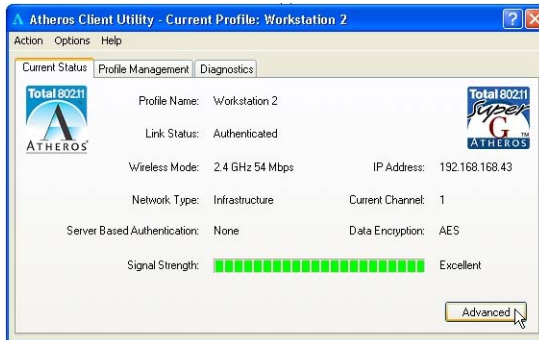 Atheros Client Utility - Current Profile: Workstation 2
Action Options Help
Current Status Profile Management Diagnostics
Total 802.11
ATHEROS
Total 802.11
Super
G TM
ATHEROS
Profile Name: Workstation 2
Link Status: Authenticated
Wireless Mode: 2.4 GHz 54 Mbps IP Address: 192.168.168.43
Network Type: Infrastructure Current Channel: 1
Server Based Authentication: None Data Encryption: AES
Signal Strength: Excellent
Advanced